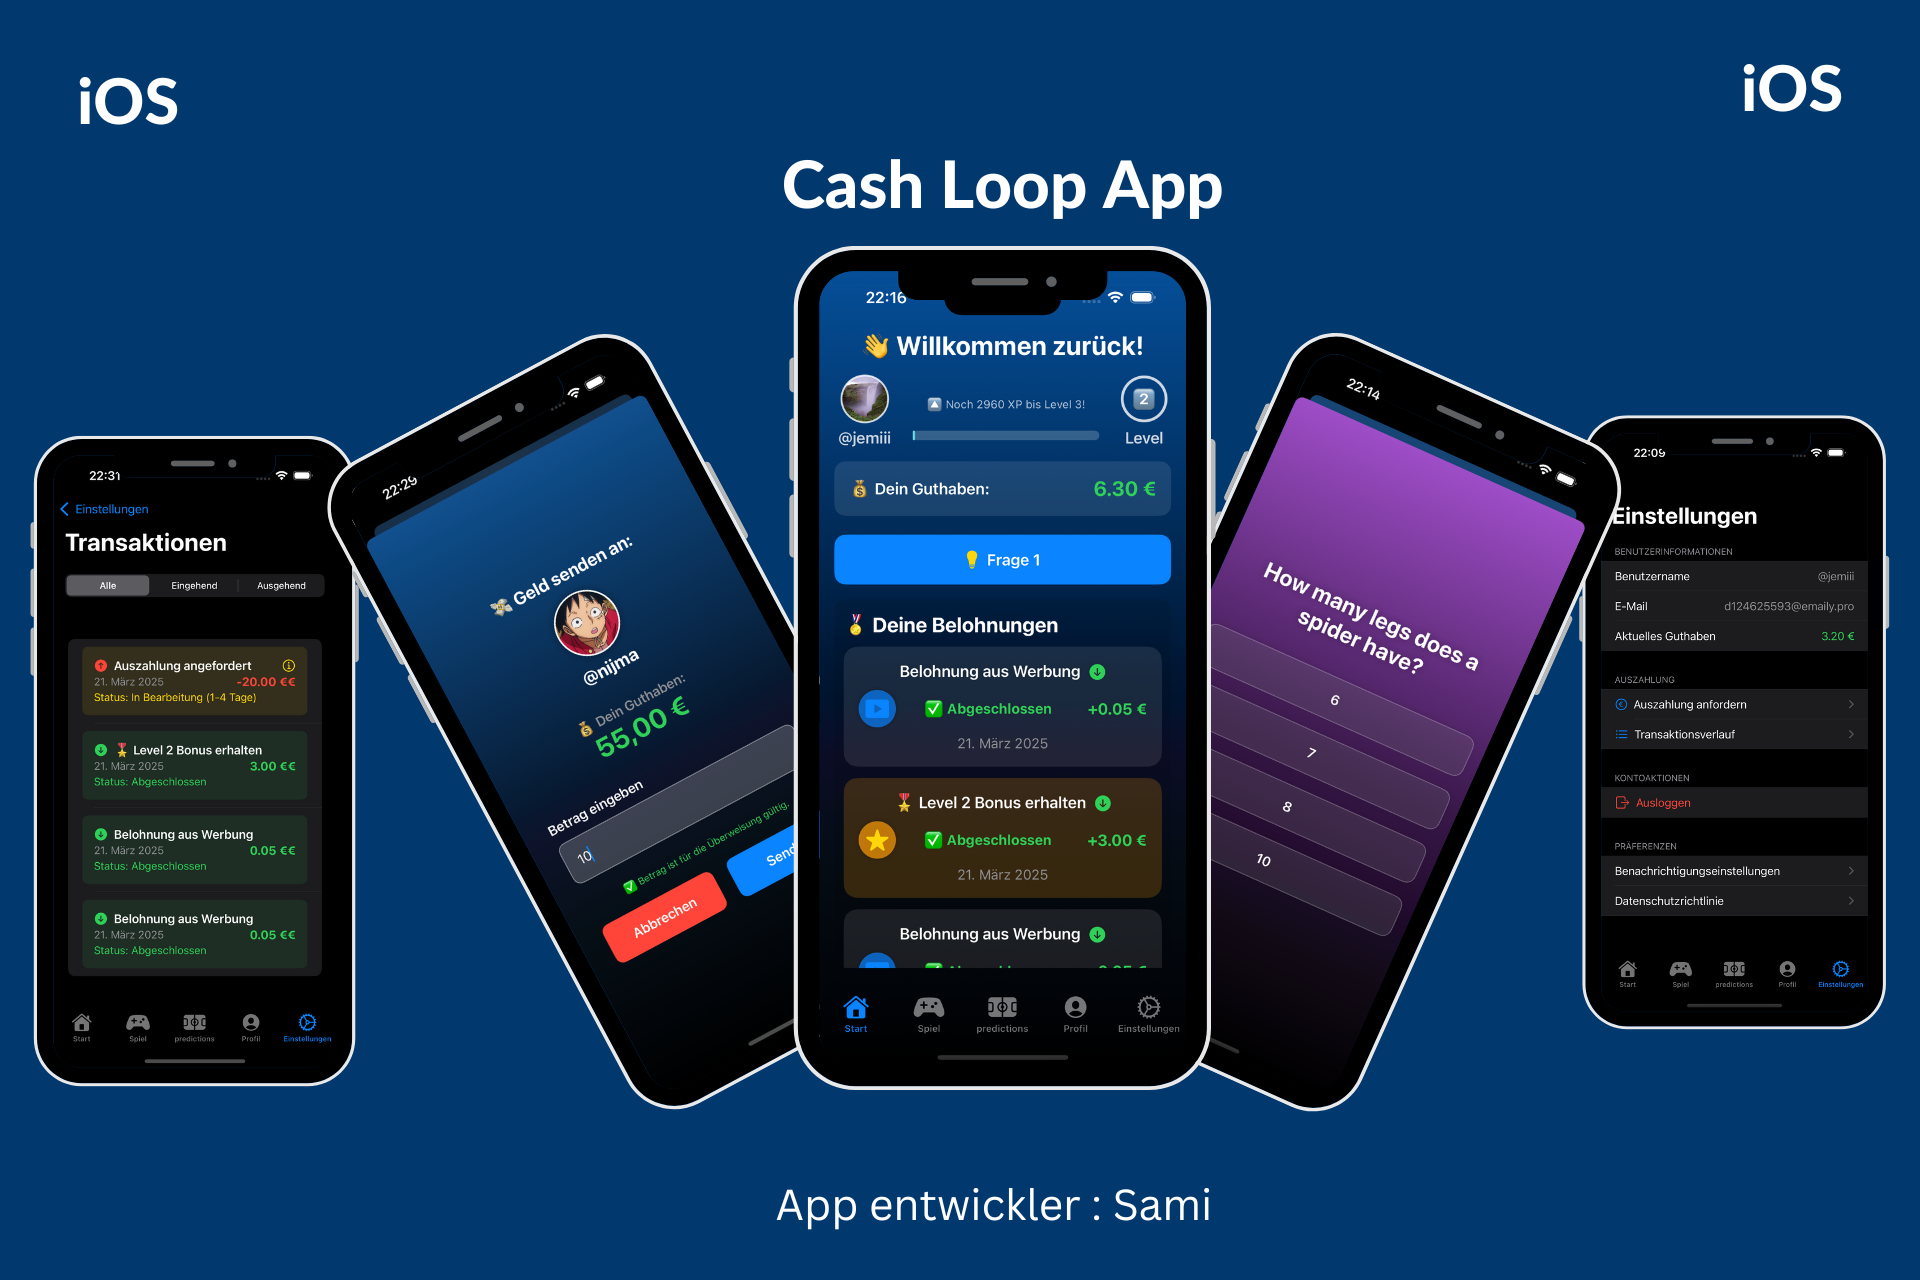 iOS
iOS
Cash Loop App
22:31
Einstellungen
Transaktionen
Alle Eingehend Ausgehend
Auszahlung angefordert
21. März 2025 -20.00 €€
Status: In Bearbeitung (1-4 Tage)
Level 2 Bonus erhalten
21. März 2025 3.00 €€
Status: Abgeschlossen
Belohnung aus Werbung
21. März 2025 0.05 €€
Status: Abgeschlossen
Belohnung aus Werbung
21. März 2025 0.05 €€
Status: Abgeschlossen
Start Spiel predictions Profil Einstellungen
22:29
Geld senden an:
@nijma
Dein Guthaben:
55,00 €
Betrag eingeben
10
Betrag ist für die Überweisung gültig.
Abbrechen
Send
22:16
Willkommen zurück!
Noch 2960 XP bis Level 3!
2
@jemiii Level
Dein Guthaben: 6.30 €
Frage 1
Deine Belohnungen
Belohnung aus Werbung
Abgeschlossen +0.05 €
21. März 2025
Level 2 Bonus erhalten
Abgeschlossen +3.00 €
21. März 2025
Belohnung aus Werbung
Start Spiel predictions Profil Einstellungen
22:14
How many legs does a
spider have?
6
7
8
10
22:09
Einstellungen
BENUTZERINFORMATIONEN
Benutzername @jemiii
E-Mail d124625593@emaily.pro
Aktuelles Guthaben 3.20 €
AUSZAHLUNG
Auszahlung anfordern
Transaktionsverlauf
KONTOAKTIONEN
Ausloggen
PRÄFERENZEN
Benachrichtigungseinstellungen
Datenschutzrichtlinie
Start Spiel predictions Profil Einstellungen
App entwickler : Sami